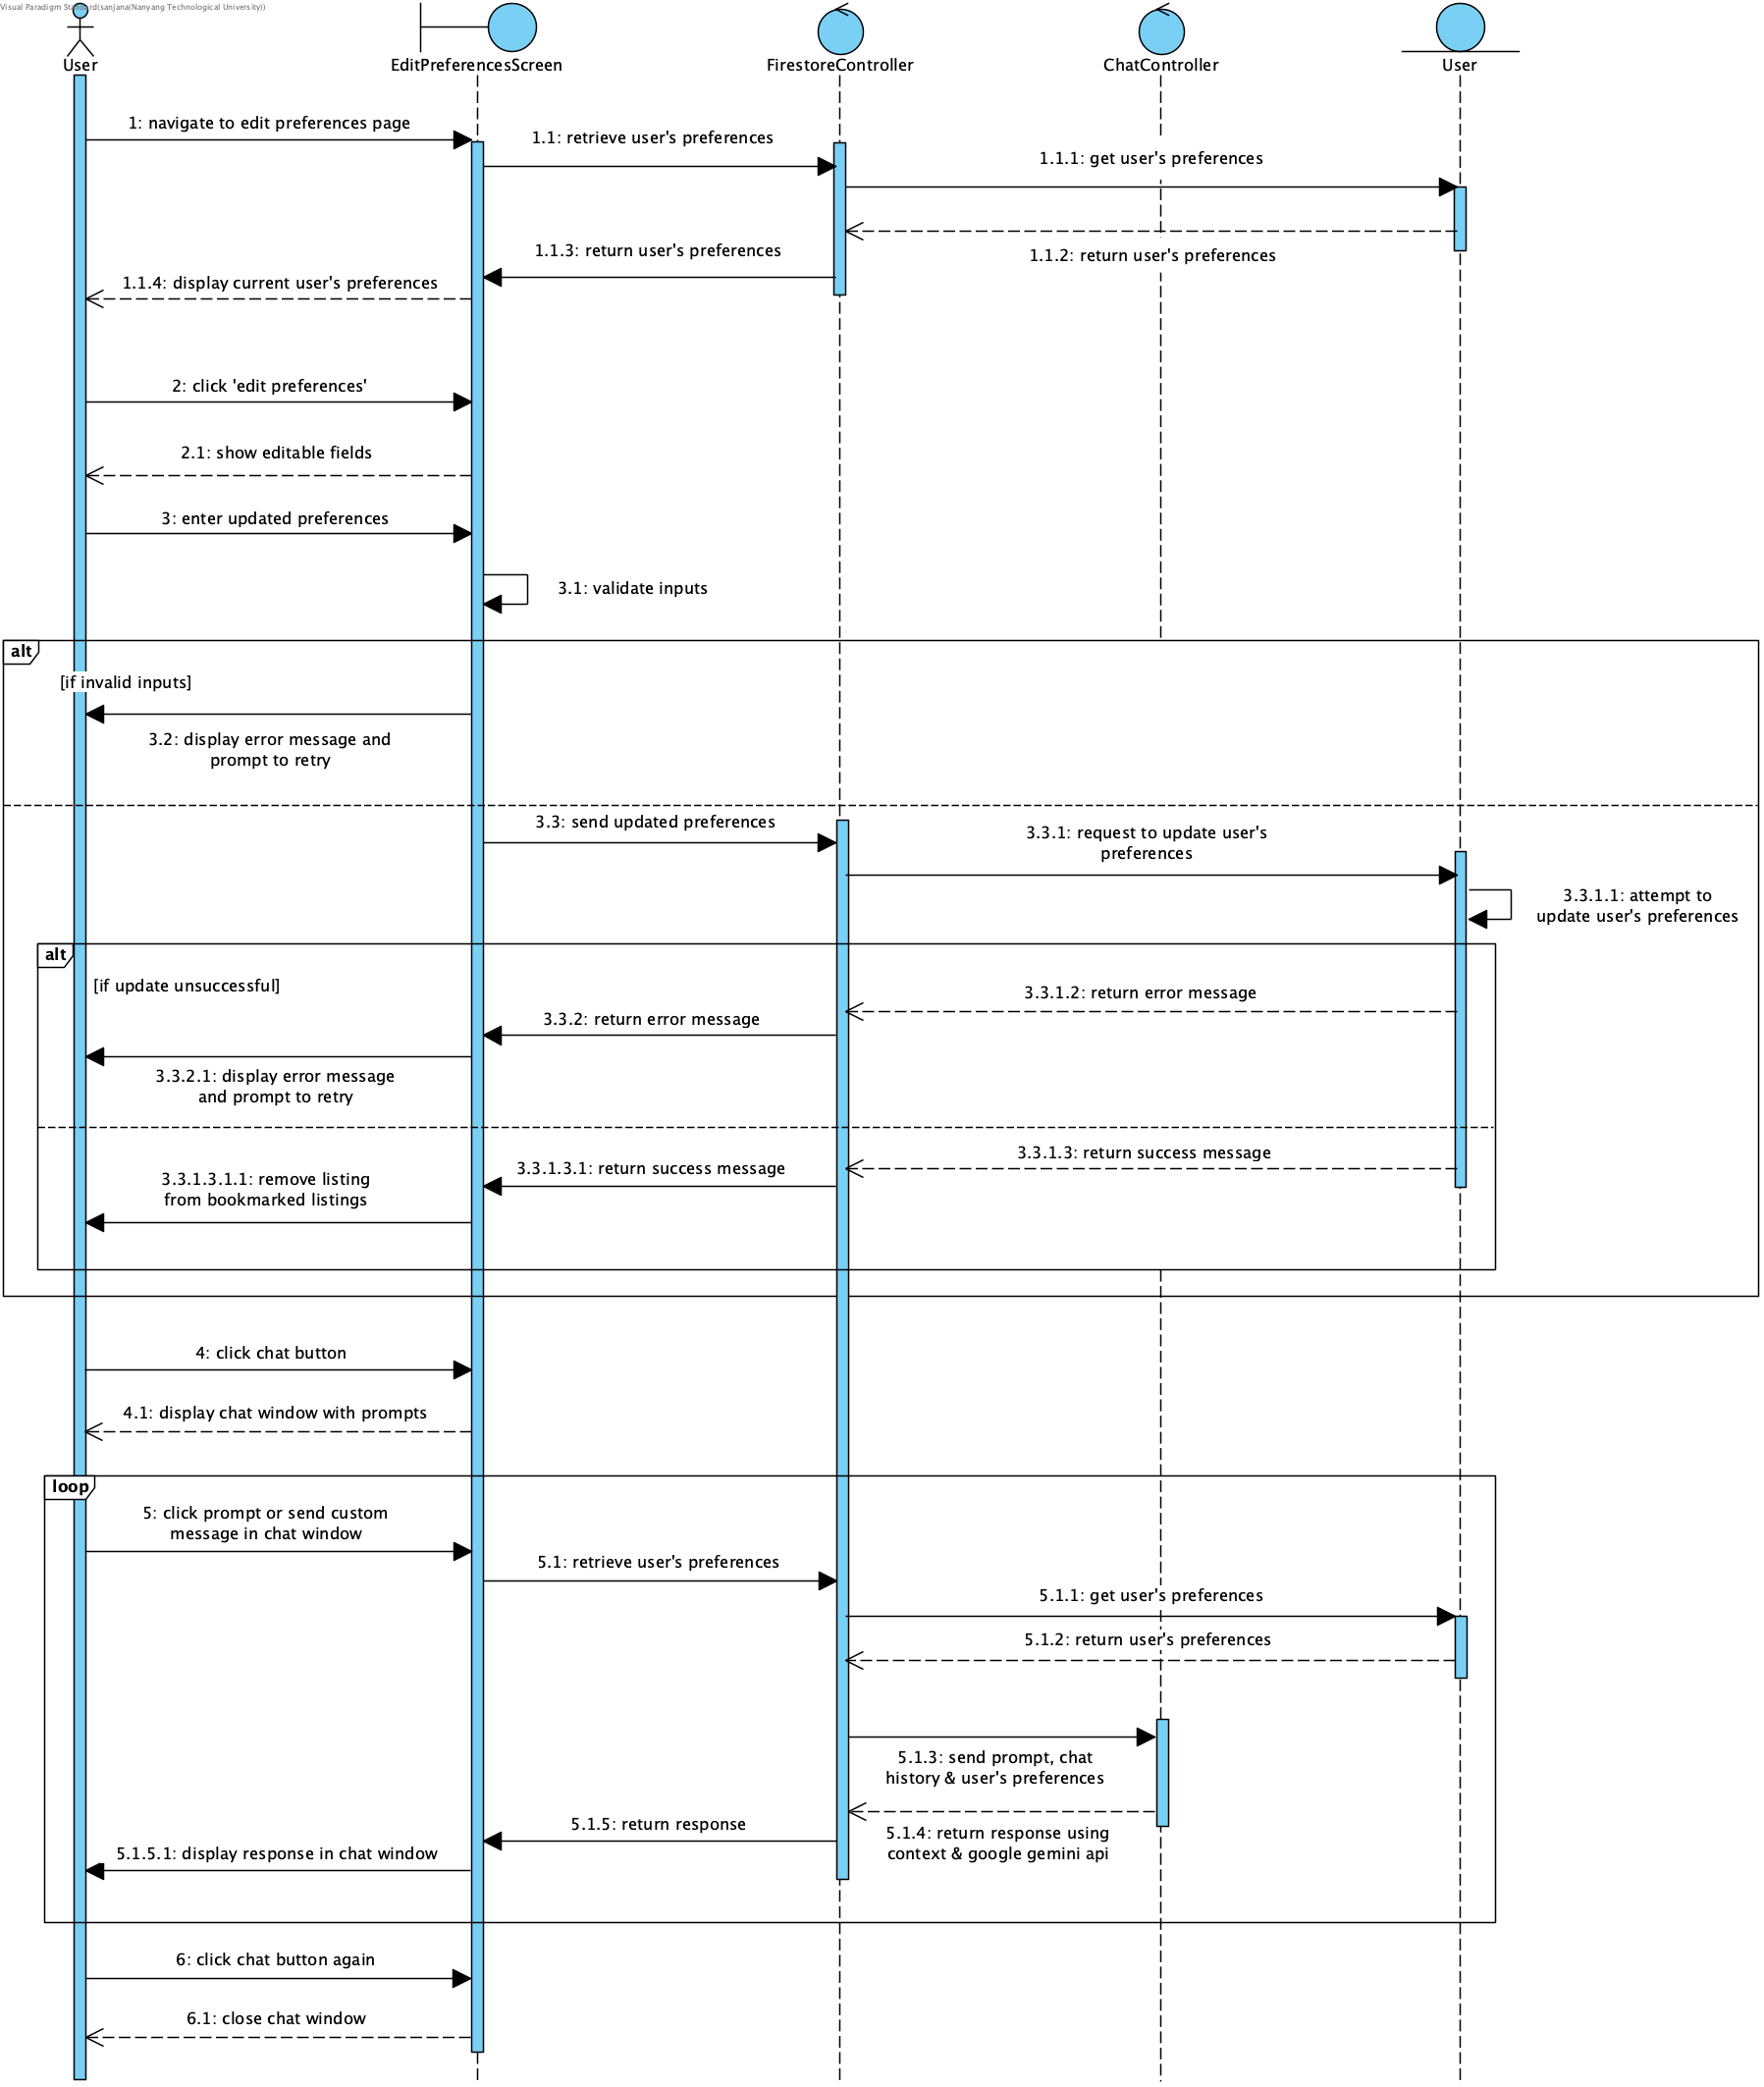 Visual Paradigm Standard(sanjana(Nanyang Technological University))
User
EditPreferencesScreen
FirestoreController
ChatController
User
1: navigate to edit preferences page
1.1: retrieve user's preferences
1.1.1: get user's preferences
1.1.2: return user's preferences
1.1.3: return user's preferences
1.1.4: display current user's preferences
2: click 'edit preferences'
2.1: show editable fields
3: enter updated preferences
3.1: validate inputs
alt
[if invalid inputs]
3.2: display error message and
prompt to retry
3.3: send updated preferences
3.3.1: request to update user's
preferences
3.3.1.1: attempt to
update user's preferences
alt
[if update unsuccessful]
3.3.1.2: return error message
3.3.2: return error message
3.3.2.1: display error message
and prompt to retry
3.3.1.3: return success message
3.3.1.3.1: return success message
3.3.1.3.1.1: remove listing
from bookmarked listings
4: click chat button
4.1: display chat window with prompts
loop
5: click prompt or send custom
message in chat window
5.1: retrieve user's preferences
5.1.1: get user's preferences
5.1.2: return user's preferences
5.1.3: send prompt, chat
history & user's preferences
5.1.4: return response using
context & google gemini api
5.1.5: return response
5.1.5.1: display response in chat window
6: click chat button again
6.1: close chat window